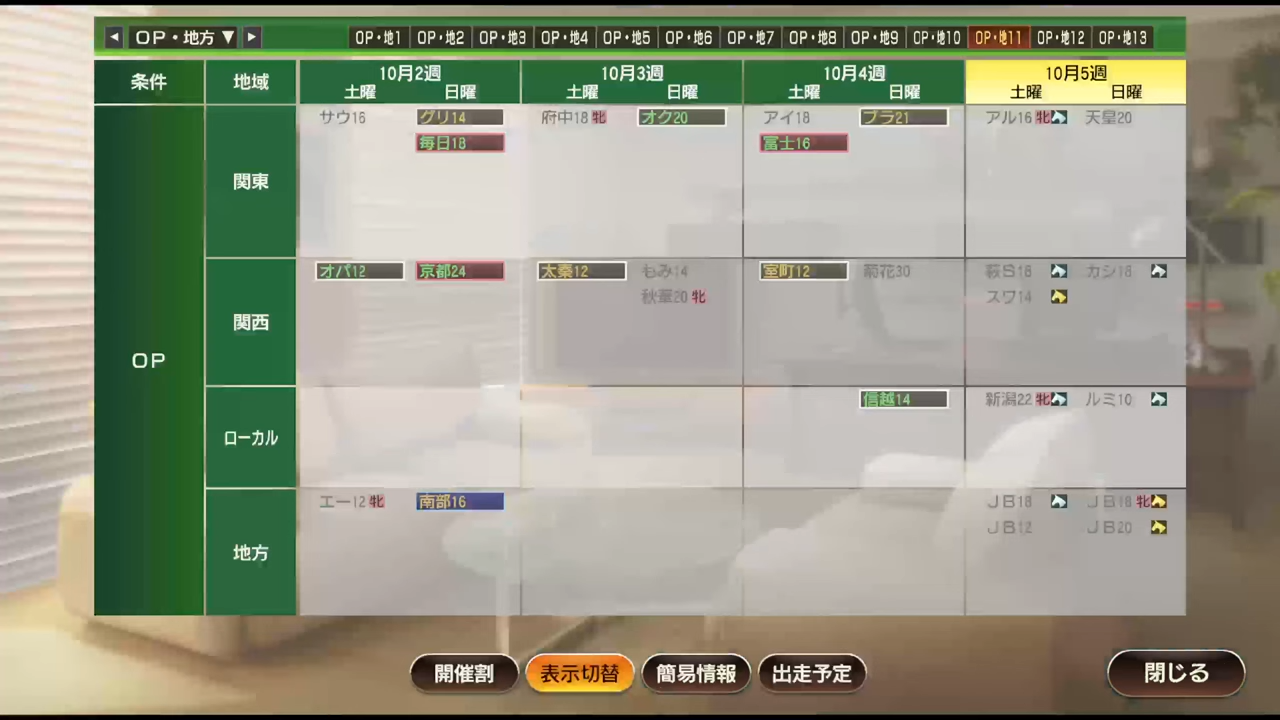 ◀ OP・地方 ▼ ▶ OP・地1 OP・地2 OP・地3 OP・地4 OP・地5 OP・地6 OP・地7 OP・地8 OP・地9 OP・地10 OP・地11 OP・地12 OP・地13
条件 地域 10月2週 10月3週 10月4週 10月5週
土曜 日曜 土曜 日曜 土曜 日曜 土曜 日曜
OP
関東
サウ16 グリ14 府中18 牝 オク20 アイ18 ブラ21 アル16 牝 天皇20
毎日18 富士16
関西
オパ12 京都24 太秦12 もみ14 室町12 菊花30 萩S18 カシ18
秋華20 牝 スワ14
ローカル
信越14 新潟22 牝 ルミ10
地方
エー12 牝 南部16 JB18 JB18 牝
JB12 JB20
開催割 表示切替 簡易情報 出走予定 閉じる